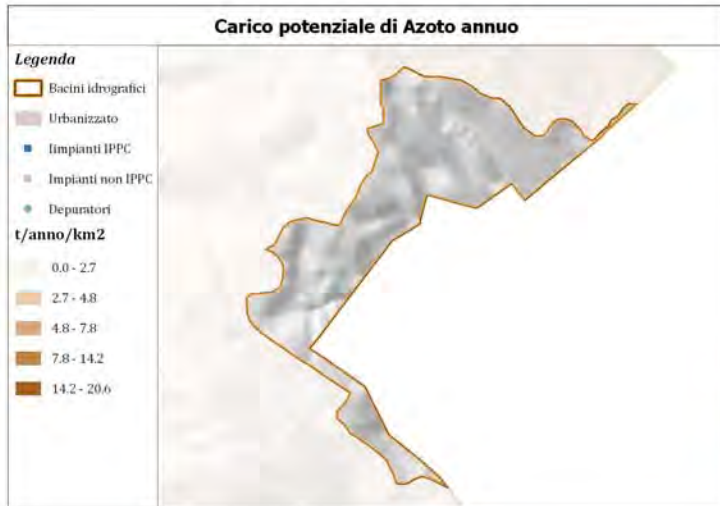 Carico potenziale di Azoto annuo
Legenda
Bacini idrografici
Urbanizzato
Iimpianti IPPC
Impianti non IPPC
Depuratori
t/anno/km2
0.0 - 2.7
2.7 - 4.8
4.8 - 7.8
7.8 - 14.2
14.2 - 20.6